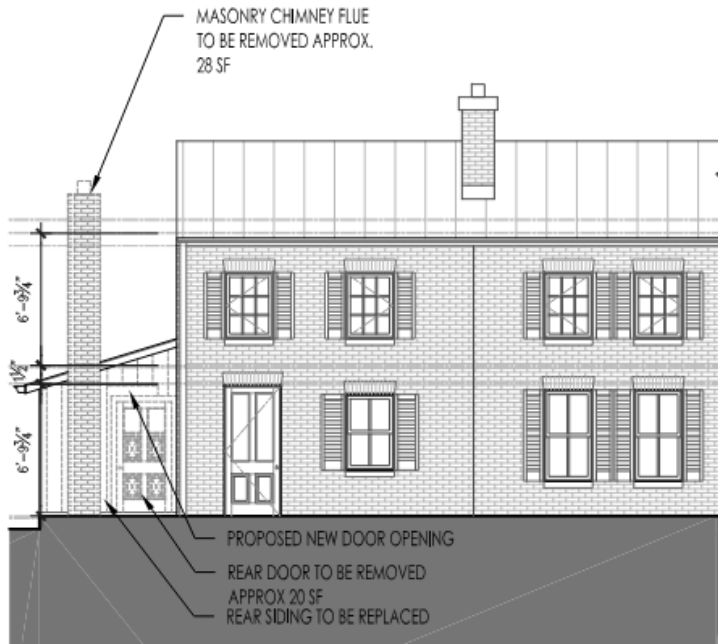 MASONRY CHIMNEY FLUE
TO BE REMOVED APPROX.
28 SF
6'-9¾"
1½"
6'-9¾"
PROPOSED NEW DOOR OPENING
REAR DOOR TO BE REMOVED
APPROX 20 SF
REAR SIDING TO BE REPLACED